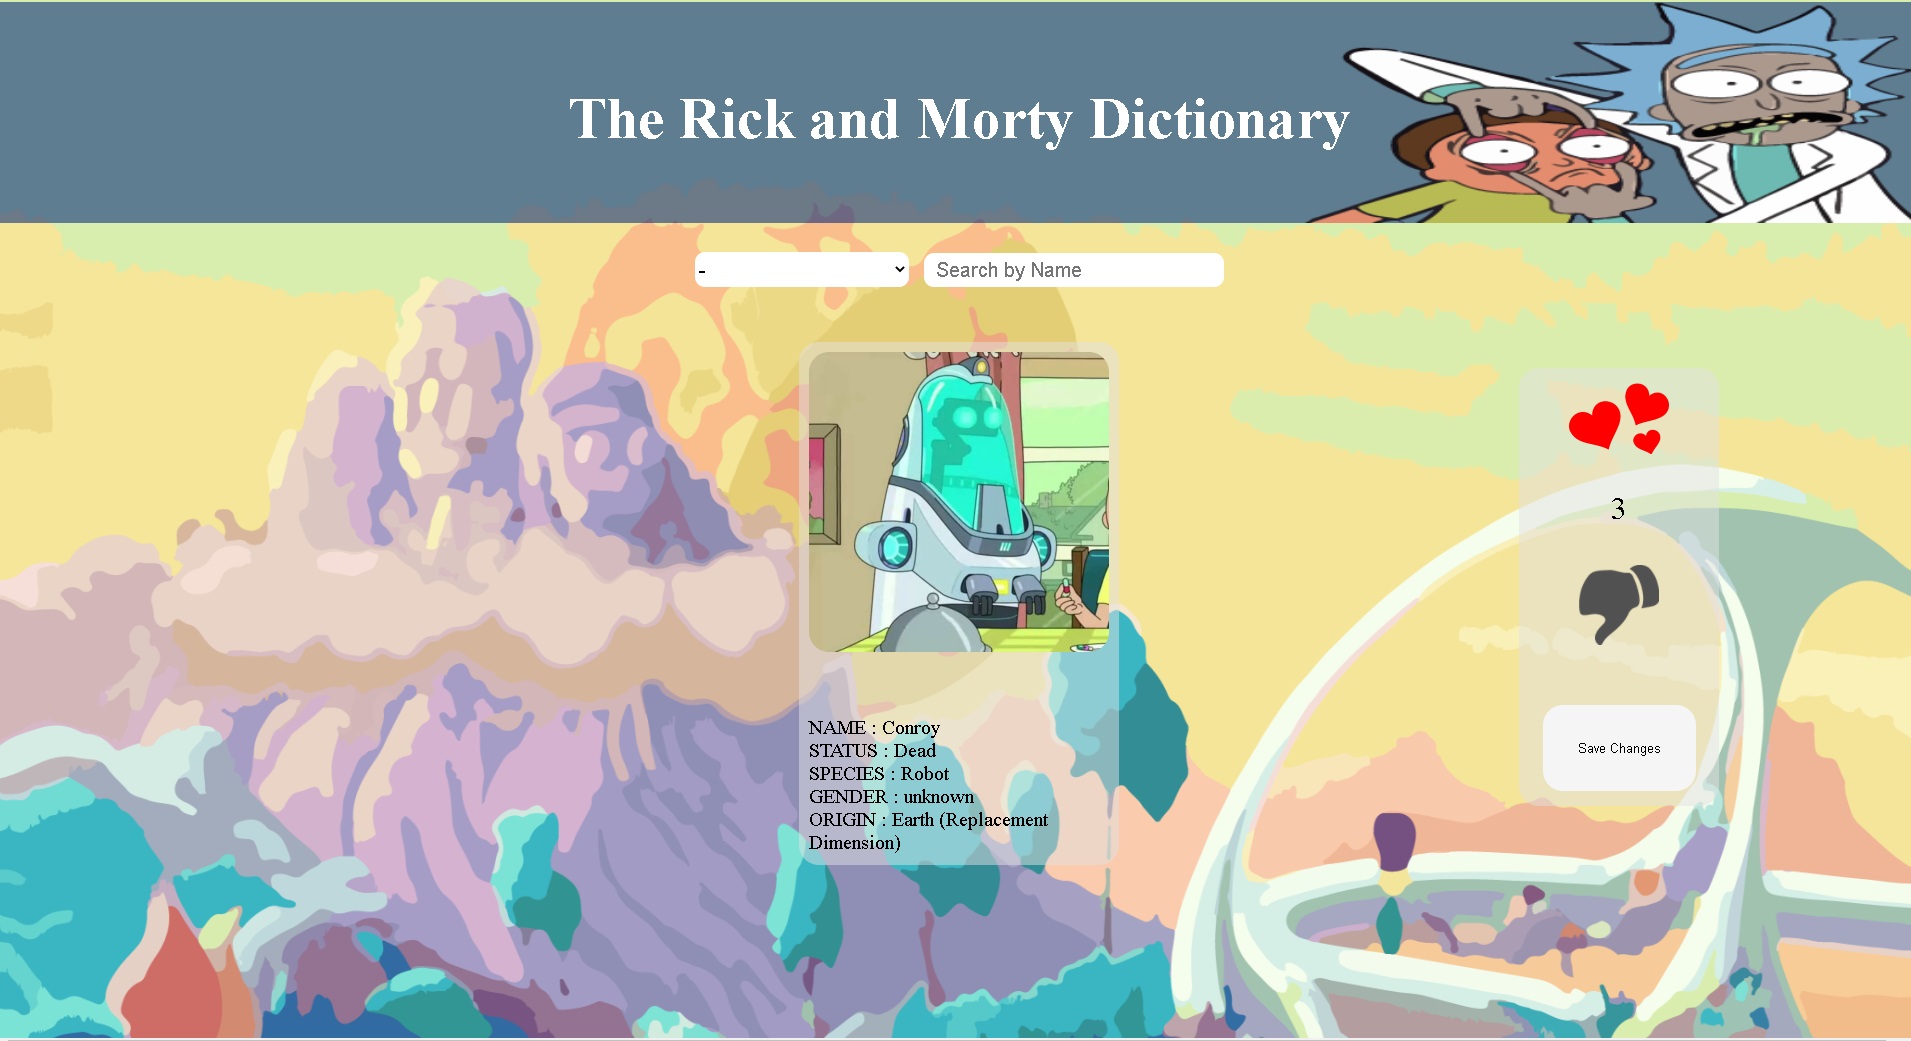 The Rick and Morty Dictionary
-
Search by Name
3
NAME : Conroy
STATUS : Dead
SPECIES : Robot
GENDER : unknown
ORIGIN : Earth (Replacement
Dimension)
Save Changes